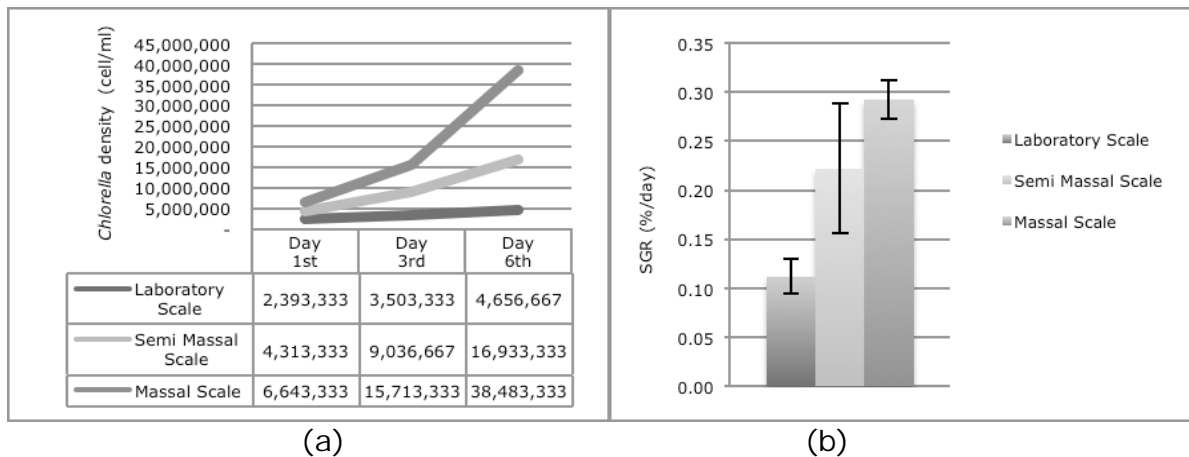 Chlorella density (cell/ml)
45,000,000
40,000,000
35,000,000
30,000,000
25,000,000
20,000,000
15,000,000
10,000,000
5,000,000
-
Day 1st
Day 3rd
Day 6th
Laboratory Scale 2,393,333 3,503,333 4,656,667
Semi Massal Scale 4,313,333 9,036,667 16,933,333
Massal Scale 6,643,333 15,713,333 38,483,333
(a)
SGR (%/day)
0.35
0.30
0.25
0.20
0.15
0.10
0.05
0.00
Laboratory Scale
Semi Massal Scale
Massal Scale
(b)